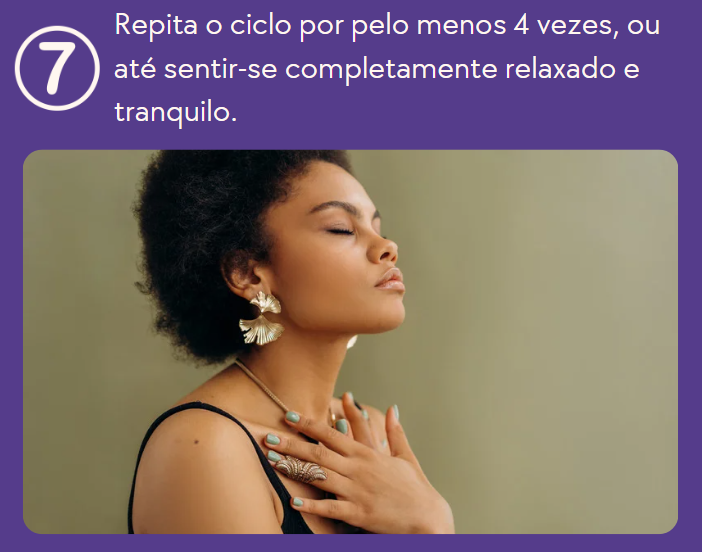 7
Repita o ciclo por pelo menos 4 vezes, ou
até sentir-se completamente relaxado e
tranquilo.